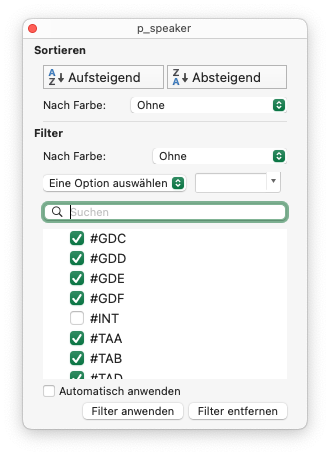 p_speaker
Sortieren
A Z Aufsteigend Z A Absteigend
Nach Farbe: Ohne
Filter
Nach Farbe: Ohne
Eine Option auswählen
Suchen
#GDC
#GDD
#GDE
#GDF
#INT
#TAA
#TAB
#TAD
Automatisch anwenden
Filter anwenden Filter entfernen